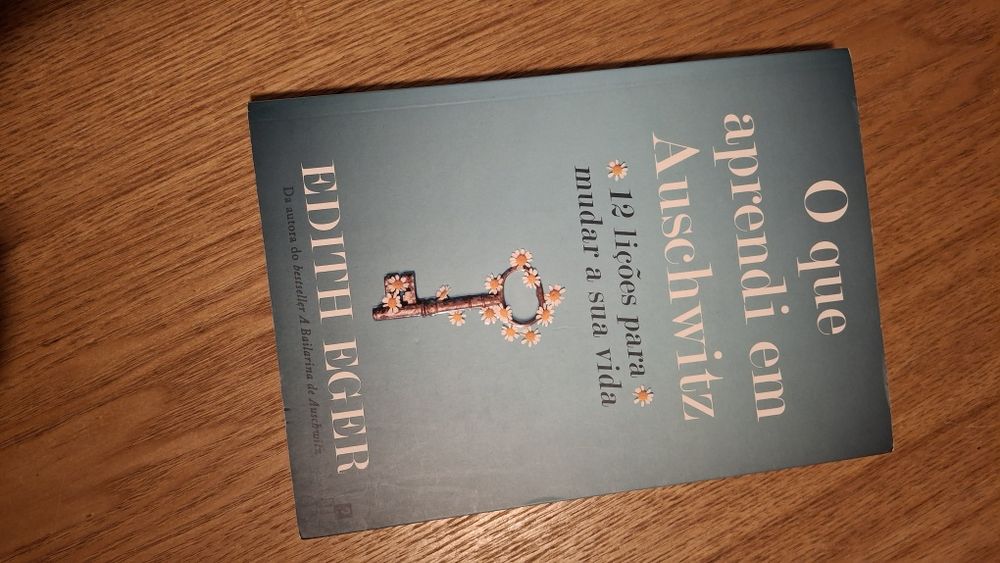 O que
aprendi em
Auschwitz
12 lições para
mudar a sua vida
EDITH EGER
Da autora do bestseller A Bailarina de Auschwitz